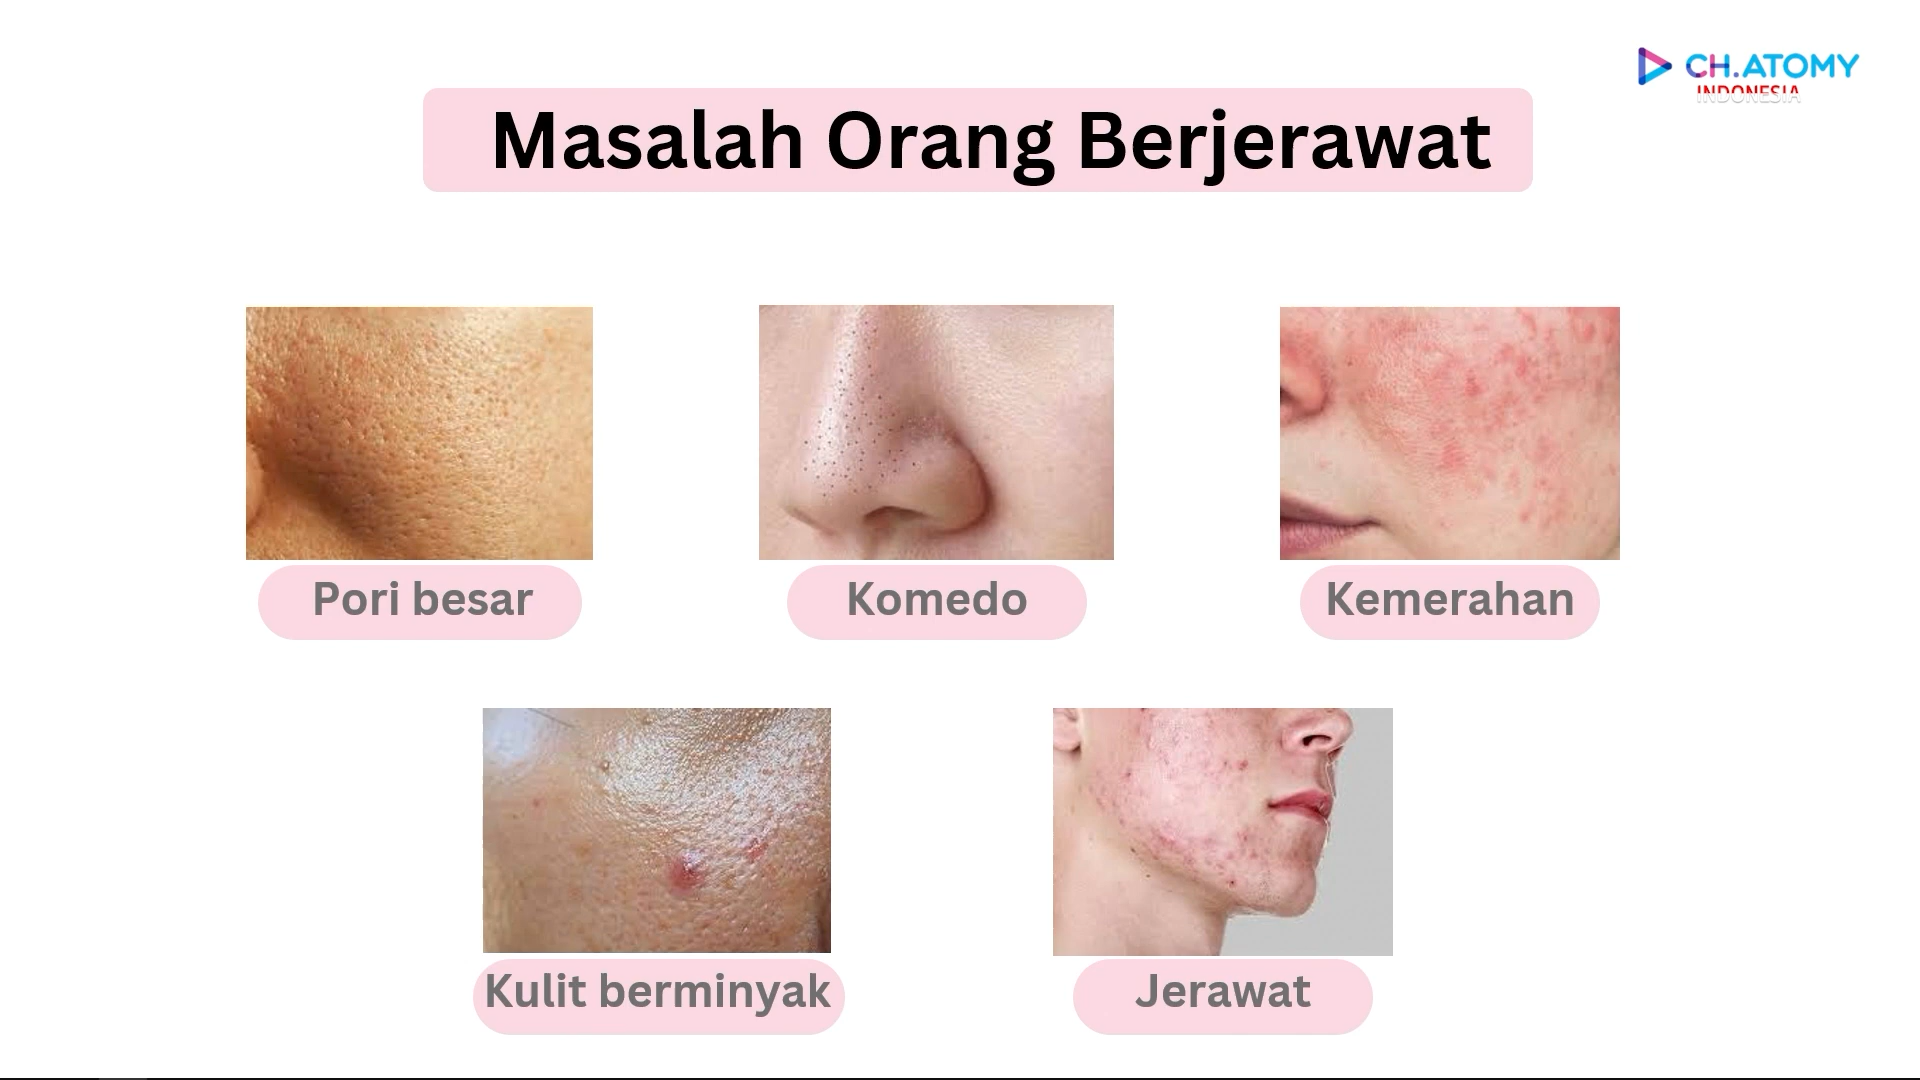 CH.ATOMY
INDONESIA
Masalah Orang Berjerawat
Pori besar
Komedo
Kemerahan
Kulit berminyak
Jerawat